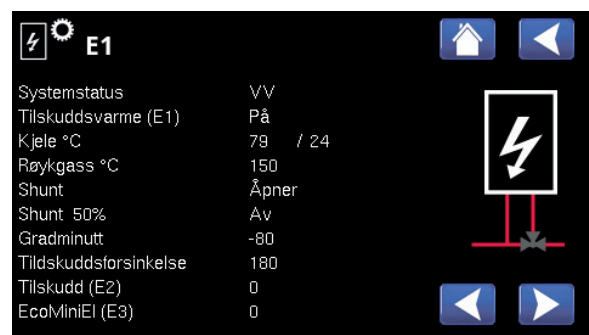 E1
Systemstatus VV
Tilskuddsvarme (E1) På
Kjele °C 79 / 24
Røykgass °C 150
Shunt Åpner
Shunt 50% Av
Gradminutt -80
Tildskuddsforsinkelse 180
Tilskudd (E2) 0
EcoMiniEl (E3) 0